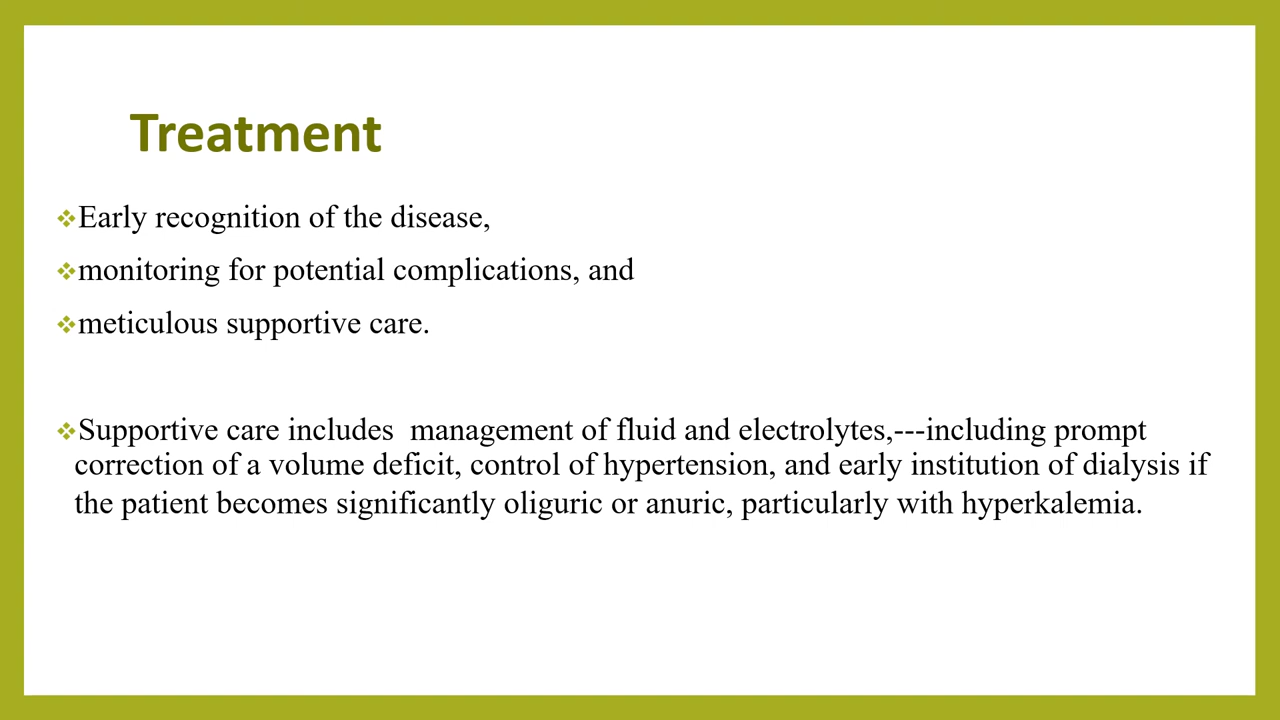 Treatment
❖Early recognition of the disease,
❖monitoring for potential complications, and
❖meticulous supportive care.
❖Supportive care includes  management of fluid and electrolytes,---including prompt
correction of a volume deficit, control of hypertension, and early institution of dialysis if
the patient becomes significantly oliguric or anuric, particularly with hyperkalemia.